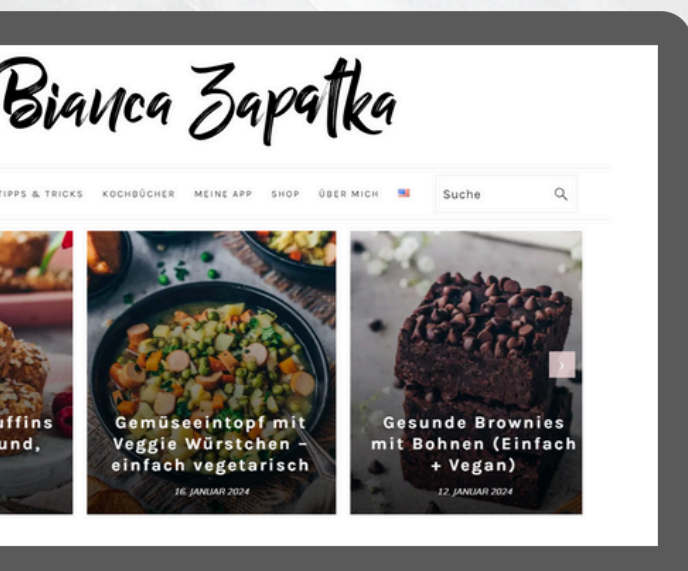 Bianca Zapatka
TIPPS & TRICKS KOCHBÜCHER MEINE APP SHOP ÜBER MICH Suche
und,
Gemüseeintopf mit
Veggie Würstchen –
einfach vegetarisch
16. JANUAR 2024
Gesunde Brownies
mit Bohnen (Einfach
+ Vegan)
12. JANUAR 2024